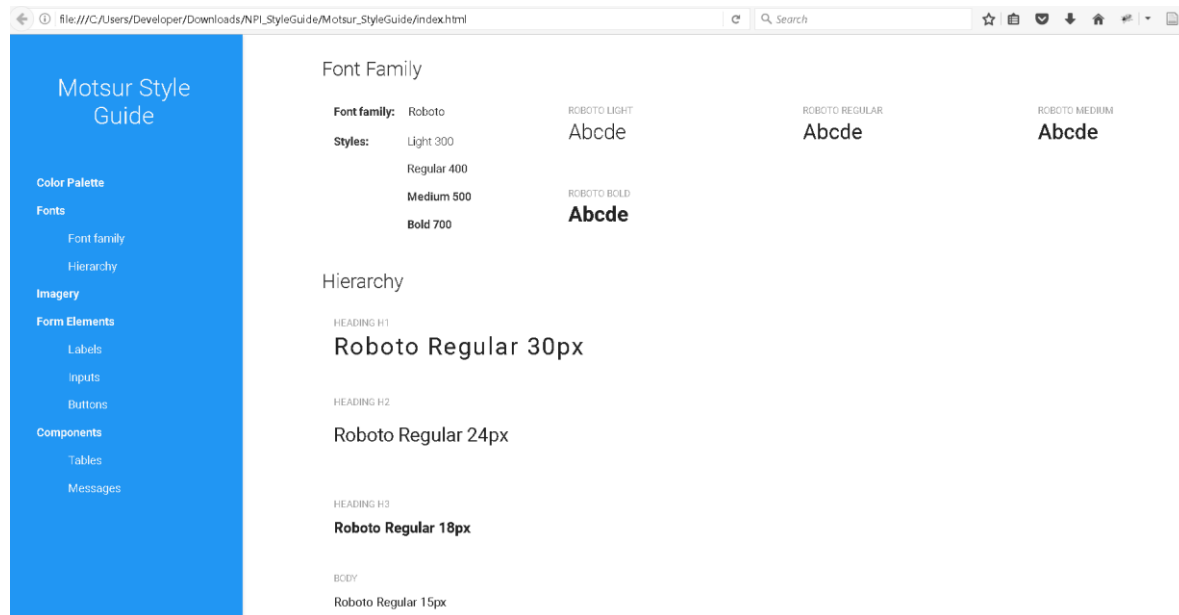 file:///C:/Users/Developer/Downloads/NPI_StyleGuide/Motsur_StyleGuide/index.html
Search
Motsur Style
Guide
Color Palette
Fonts
Font family
Hierarchy
Imagery
Form Elements
Labels
Inputs
Buttons
Components
Tables
Messages
Font Family
Font family: Roboto
Styles: Light 300
Regular 400
Medium 500
Bold 700
ROBOTO LIGHT
Abcde
ROBOTO REGULAR
Abcde
ROBOTO MEDIUM
Abcde
ROBOTO BOLD
Abcde
Hierarchy
HEADING H1
Roboto Regular 30px
HEADING H2
Roboto Regular 24px
HEADING H3
Roboto Regular 18px
BODY
Roboto Regular 15px